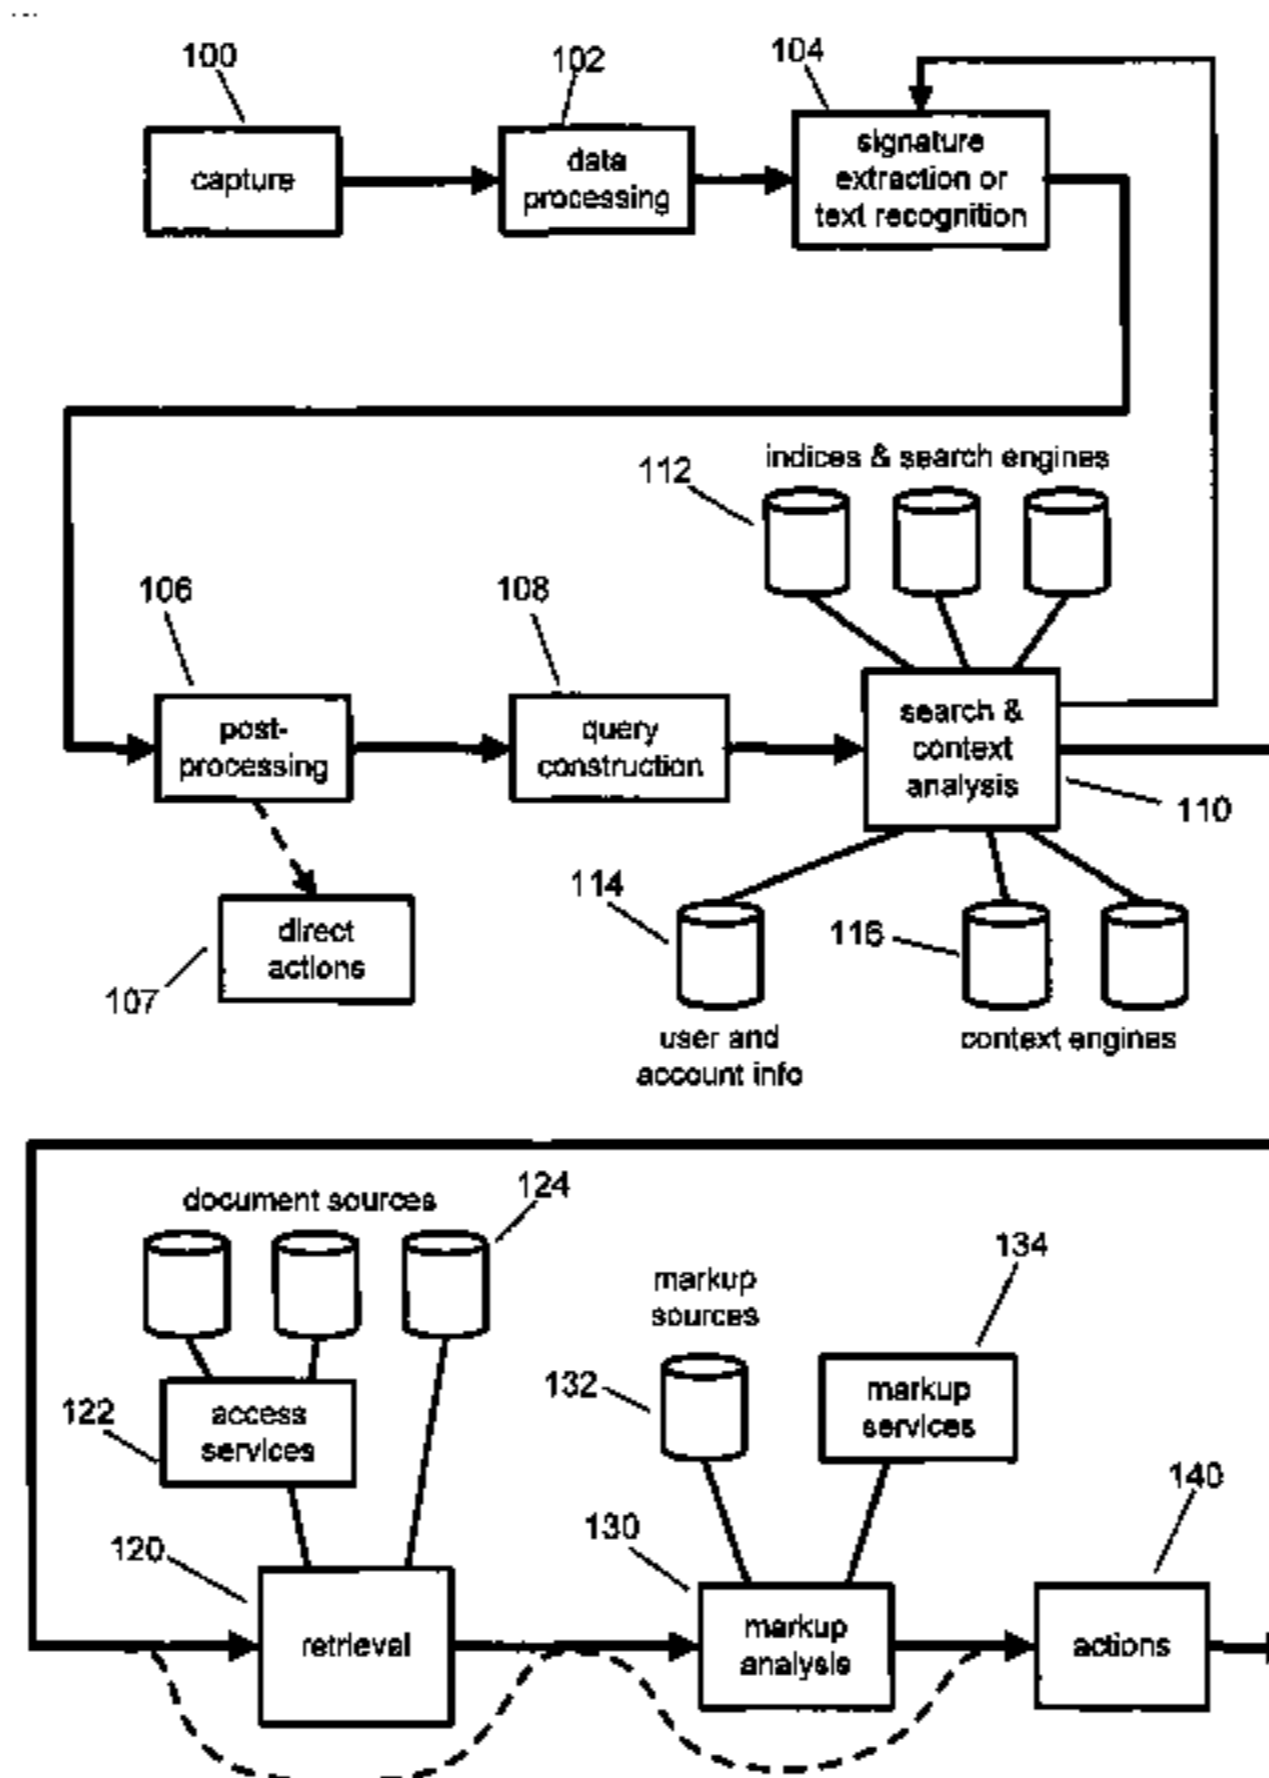 100
102
104
capture
data
processing
signature
extraction or
text recognition
indices & search engines
112
106
108
post-
processing
query
construction
search &
context
analysis
110
direct
actions
107
114
116
user and
account info
context engines
document sources
124
134
markup
sources
132
markup
services
122
access
services
140
120
130
retrieval
markup
analysis
actions